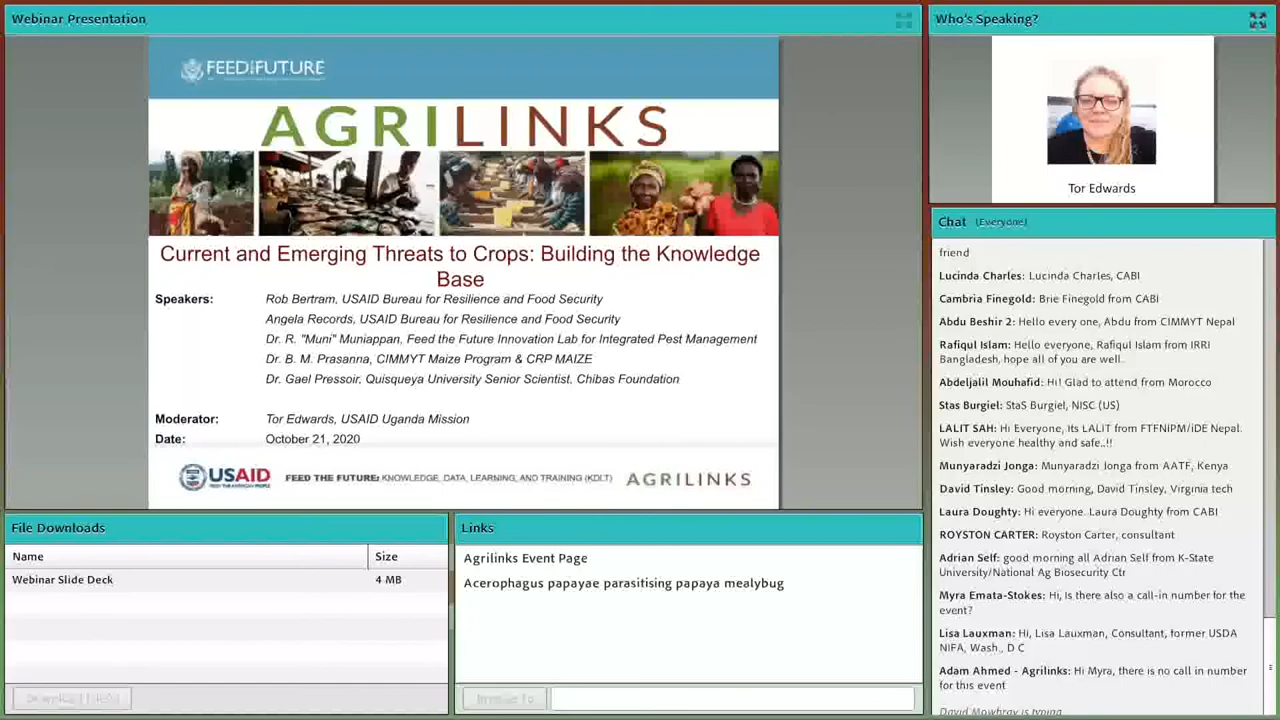 Webinar Presentation
FEED THE FUTURE
AGRILINKS
Current and Emerging Threats to Crops: Building the Knowledge
Base
Speakers: Rob Bertram, USAID Bureau for Resilience and Food Security
Angela Records, USAID Bureau for Resilience and Food Security
Dr. R. "Muni" Muniappan, Feed the Future Innovation Lab for Integrated Pest Management
Dr. B. M. Prasanna, CIMMYT Maize Program & CRP MAIZE
Dr. Gael Pressoir, Quisqueya University Senior Scientist, Chibas Foundation
Moderator: Tor Edwards, USAID Uganda Mission
Date: October 21, 2020
USAID
FEED THE FUTURE: KNOWLEDGE, DATA, LEARNING, AND TRAINING (KDLT)
AGRILINKS
Who's Speaking?
Tor Edwards
Chat (Everyone)
friend
Lucinda Charles: Lucinda Charles, CABI
Cambria Finegold: Brie Finegold from CABI
Abdu Beshir 2: Hello every one, Abdu from CIMMYT Nepal
Rafiqul Islam: Hello everyone, Rafiqul Islam from IRRI
Bangladesh, hope all of you are well.
Abdeljalil Mouhafid: Hi! Glad to attend from Morocco
Stas Burgiel: StaS Burgiel, NISC (US)
LALIT SAH: Hi Everyone, Its LALIT from FTFNIPM/iDE Nepal.
Wish everyone healthy and safe..!!
Munyaradzi Jonga: Munyaradzi Jonga from AATF, Kenya
David Tinsley: Good morning, David Tinsley, Virginia tech
Laura Doughty: Hi everyone. Laura Doughty from CABI
ROYSTON CARTER: Royston Carter, consultant
Adrian Self: good morning all Adrian Self from K-State
University/National Ag Biosecurity Ctr
Myra Emata-Stokes: Hi, Is there also a call-in number for the
event?
Lisa Lauxman: Hi, Lisa Lauxman, Consultant, former USDA
NIFA, Wash., D C
Adam Ahmed - Agrilinks: Hi Myra, there is no call in number
for this event
David Mowbray is typing
File Downloads
Name Size
Webinar Slide Deck 4 MB
Download File(s)
Links
Agrilinks Event Page
Acerophagus papayae parasitising papaya mealybug
Browse To